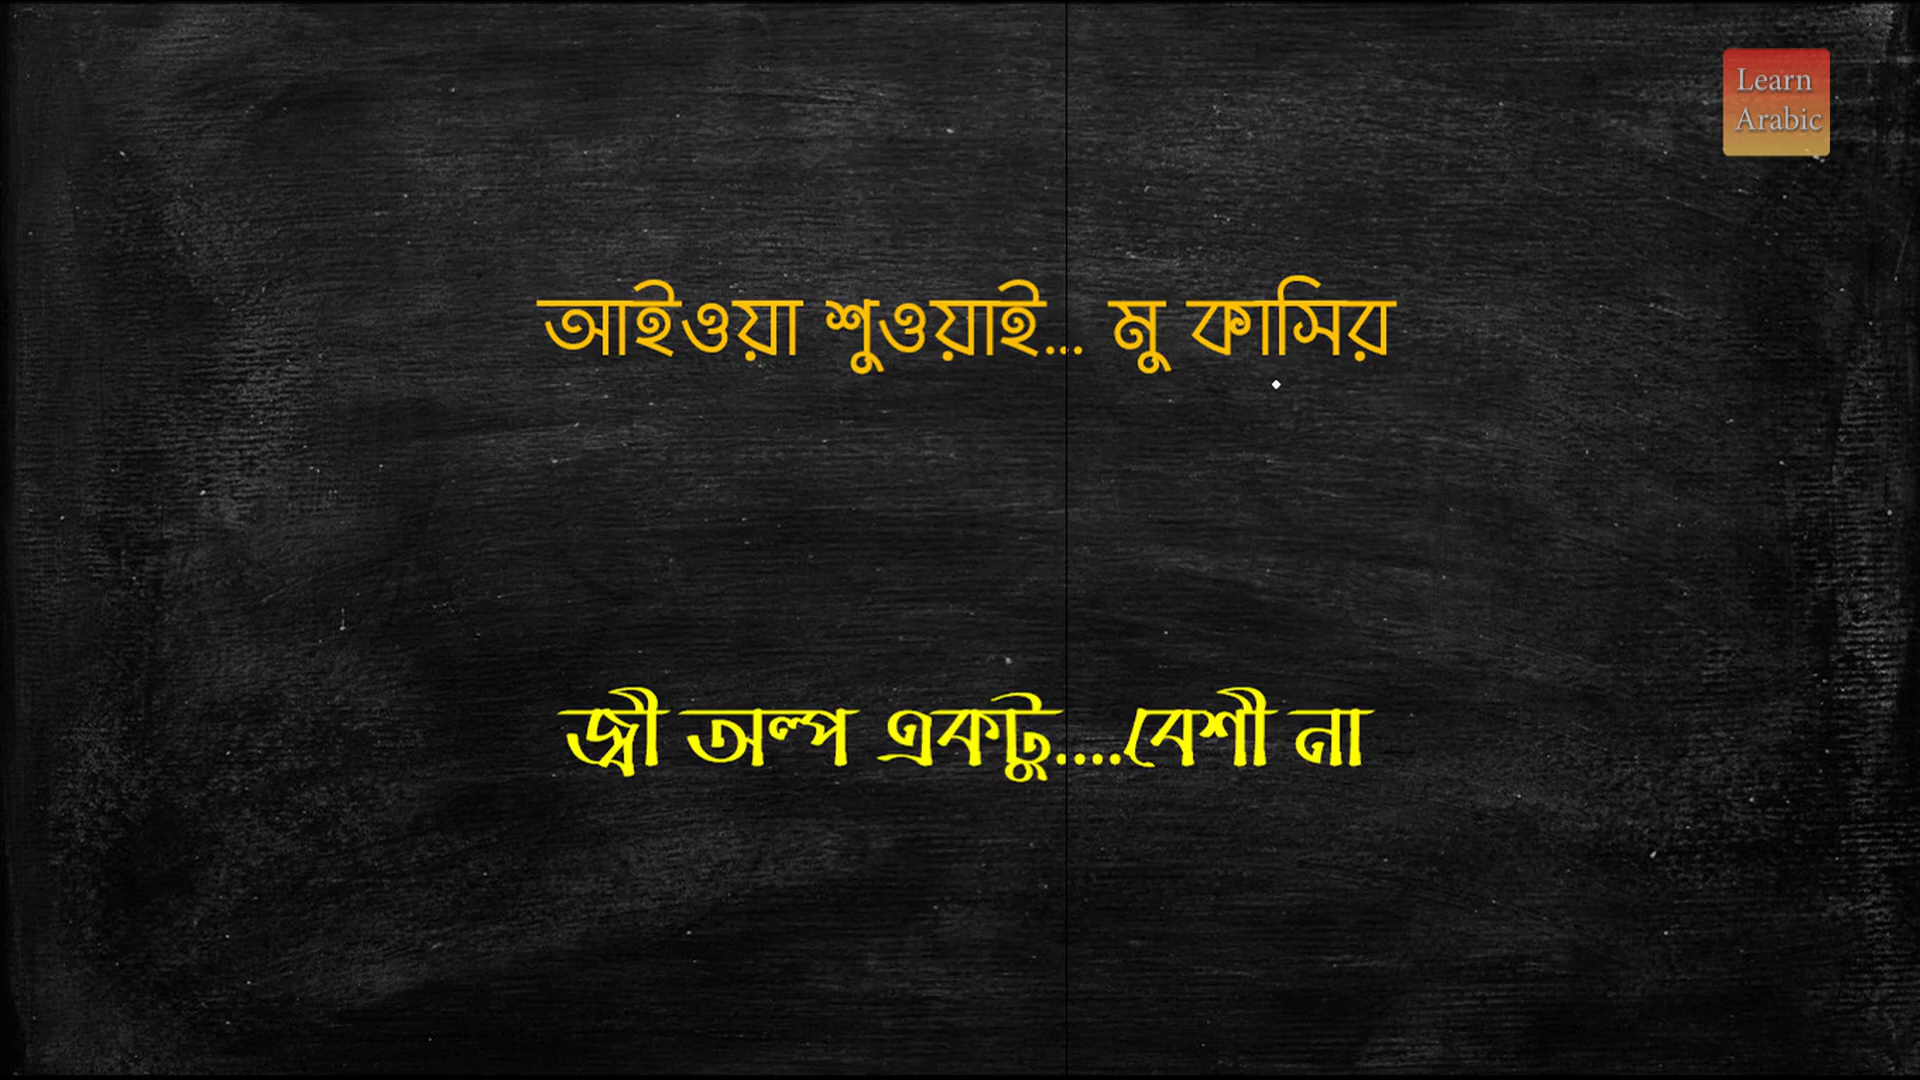 Learn
Arabic
আইওয়া শুওয়াই... মু কাসির
জ্বী অল্প একটু....বেশী না